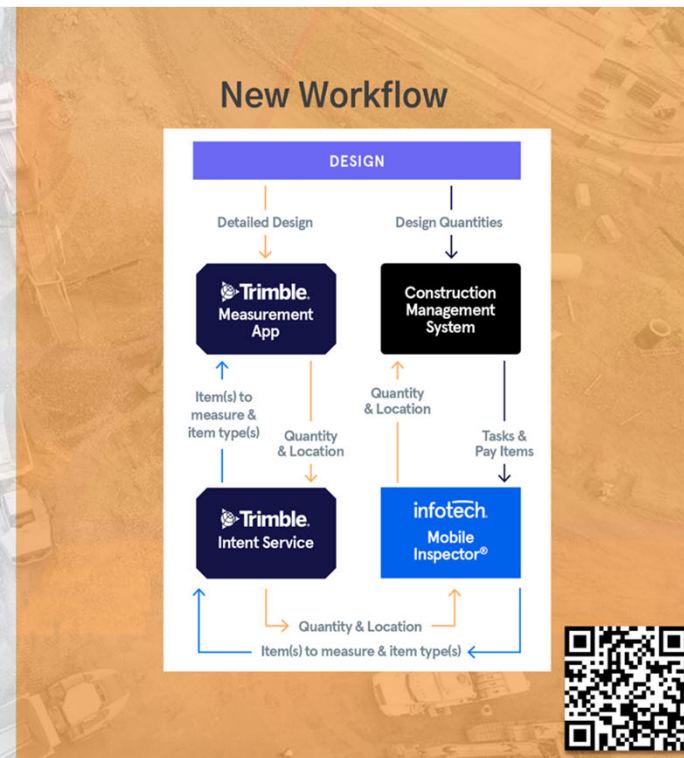 New Workflow
DESIGN
Detailed Design
Design Quantities
Trimble.
Measurement
App
Construction
Management
System
Item(s) to
measure &
item type(s)
Quantity
& Location
Quantity
& Location
Tasks &
Pay Items
Trimble.
Intent Service
infotech.
Mobile
Inspector®
Quantity & Location
Item(s) to measure & item type(s)